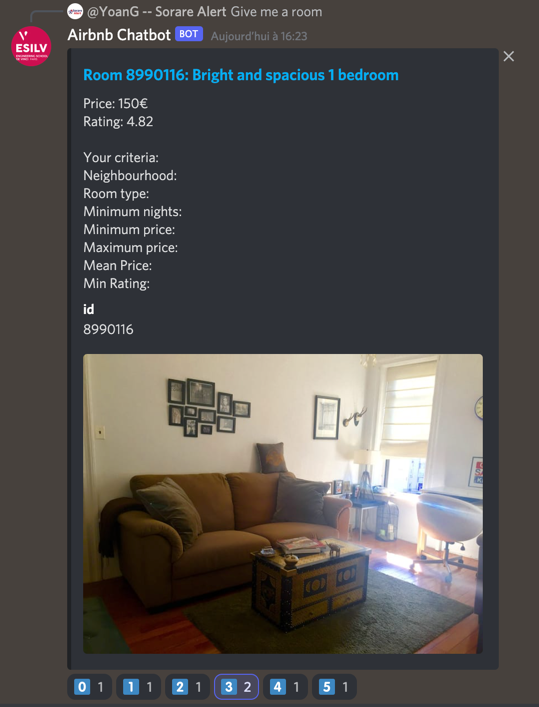 @YoanG -- Sorare Alert Give me a room
ESILV
Airbnb Chatbot BOT Aujourd'hui à 16:23
Room 8990116: Bright and spacious 1 bedroom
Price: 150€
Rating: 4.82
Your criteria:
Neighbourhood:
Room type:
Minimum nights:
Minimum price:
Maximum price:
Mean Price:
Min Rating:
id
8990116
0 1 1 1 2 1 3 2 4 1 5 1